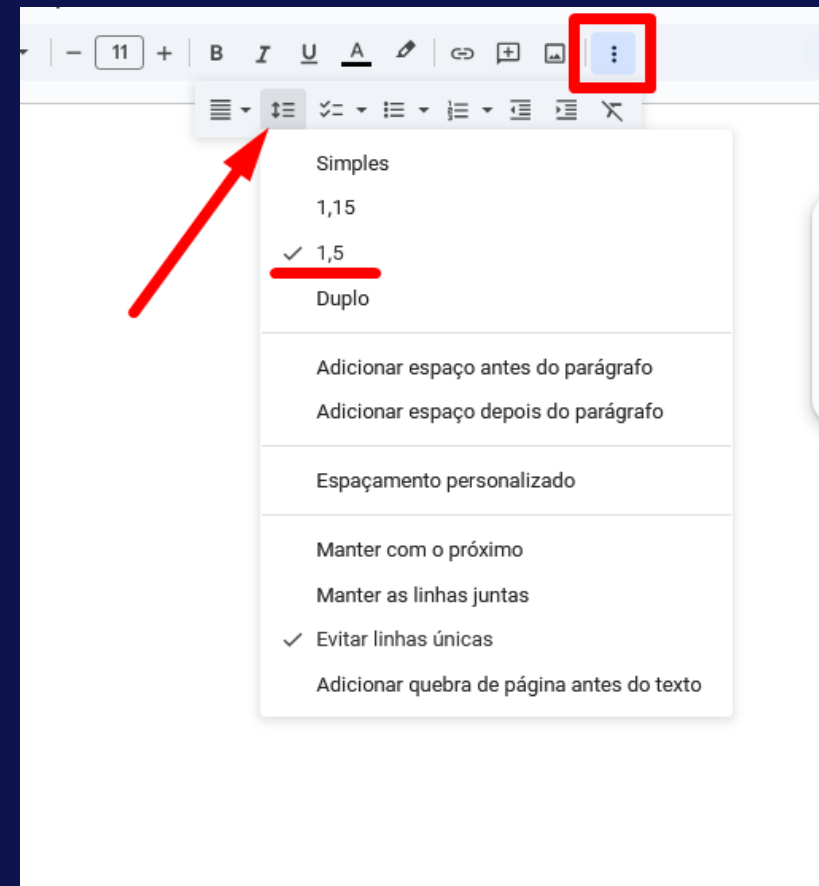 11
B I U A
Simples
1,15
1,5
Duplo
Adicionar espaço antes do parágrafo
Adicionar espaço depois do parágrafo
Espaçamento personalizado
Manter com o próximo
Manter as linhas juntas
Evitar linhas únicas
Adicionar quebra de página antes do texto